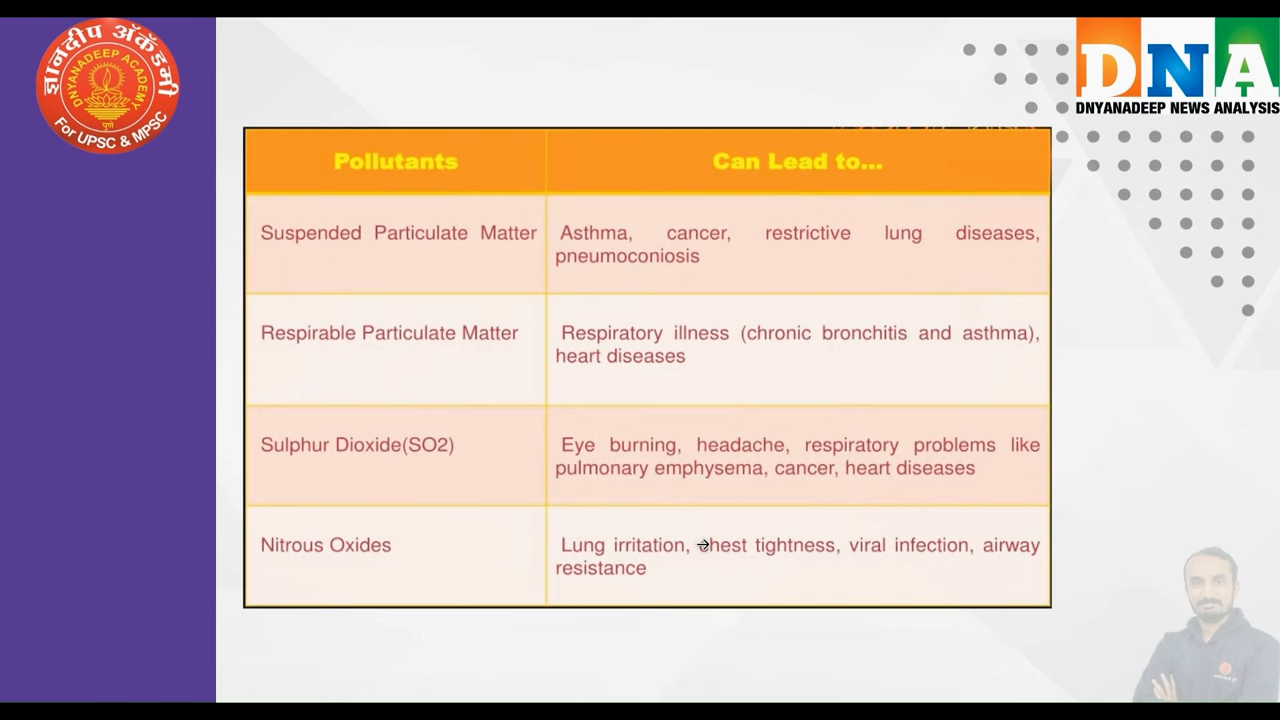 ज्ञानदीप अॅकॅडमी
DNYANADEEP ACADEMY
पुणे
For UPSC & MPSC
DNA
DNYANADEEP NEWS ANALYSIS
Pollutants
Can Lead to...
Suspended Particulate Matter
Asthma, cancer, restrictive lung diseases,
pneumoconiosis
Respirable Particulate Matter
Respiratory illness (chronic bronchitis and asthma),
heart diseases
Sulphur Dioxide(SO2)
Eye burning, headache, respiratory problems like
pulmonary emphysema, cancer, heart diseases
Nitrous Oxides
Lung irritation, chest tightness, viral infection, airway
resistance